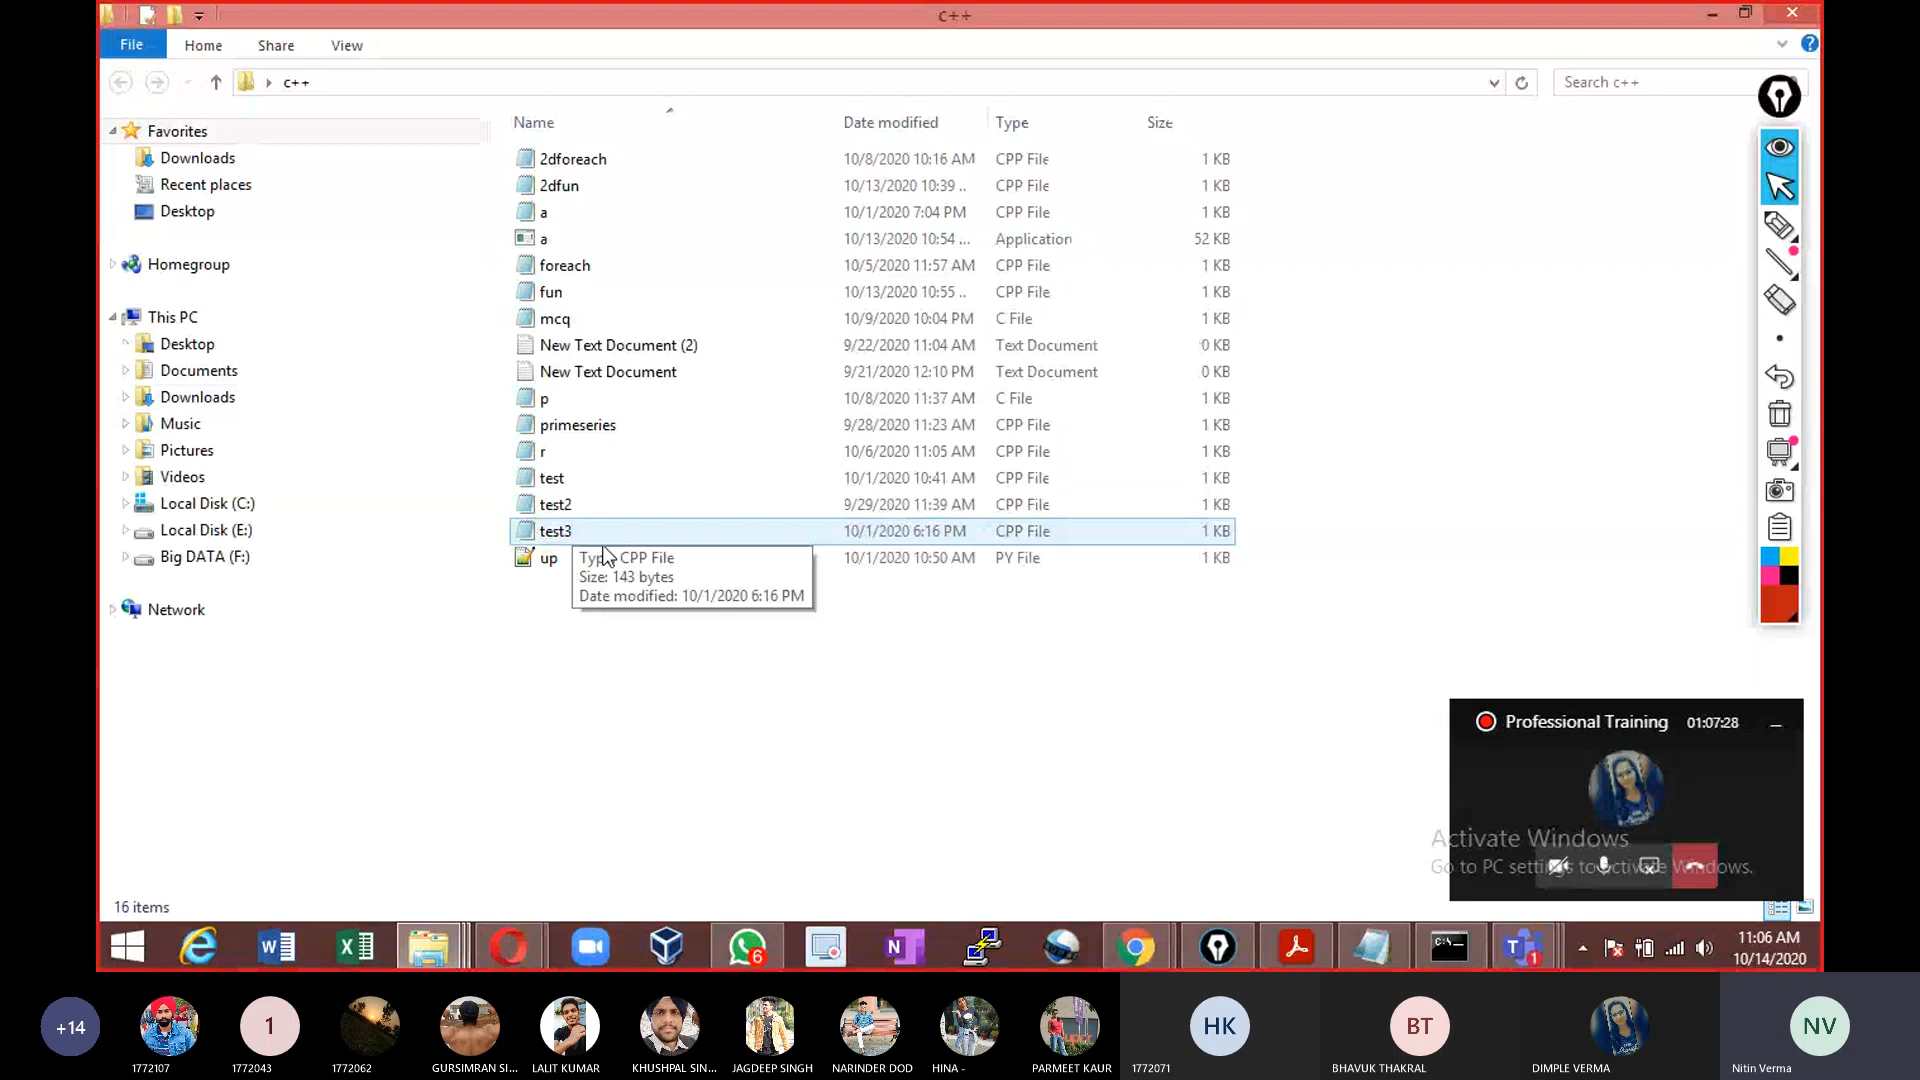 c++
File
Home
Share
View
c++
Search c++
Name
Date modified
Type
Size
Favorites
Downloads
Recent places
Desktop
Homegroup
This PC
Desktop
Documents
Downloads
Music
Pictures
Videos
Local Disk (C:)
Local Disk (E:)
Big DATA (F:)
Network
2dforeach 10/8/2020 10:16 AM CPP File 1 KB
2dfun 10/13/2020 10:39 .. CPP File 1 KB
a 10/1/2020 7:04 PM CPP File 1 KB
a 10/13/2020 10:54 ... Application 52 KB
foreach 10/5/2020 11:57 AM CPP File 1 KB
fun 10/13/2020 10:55 .. CPP File 1 KB
mcq 10/9/2020 10:04 PM C File 1 KB
New Text Document (2) 9/22/2020 11:04 AM Text Document 0 KB
New Text Document 9/21/2020 12:10 PM Text Document 0 KB
p 10/8/2020 11:37 AM C File 1 KB
primeseries 9/28/2020 11:23 AM CPP File 1 KB
r 10/6/2020 11:05 AM CPP File 1 KB
test 10/1/2020 10:41 AM CPP File 1 KB
test2 9/29/2020 11:39 AM CPP File 1 KB
test3 10/1/2020 6:16 PM CPP File 1 KB
up 10/1/2020 10:50 AM PY File 1 KB
CPP File
Size: 143 bytes
Date modified: 10/1/2020 6:16 PM
Professional Training 01:07:28
Activate Windows
Go to PC settings to activate Windows.
16 items
W
X
6
N
C:\
T
1
11:06 AM
10/14/2020
+14
1
HK
BT
NV
1772107
1772043
1772062
GURSIMRAN SI...
LALIT KUMAR
KHUSHPAL SIN...
JAGDEEP SINGH
NARINDER DOD
HINA -
PARMEET KAUR
1772071
BHAVUK THAKRAL
DIMPLE VERMA
Nitin Verma